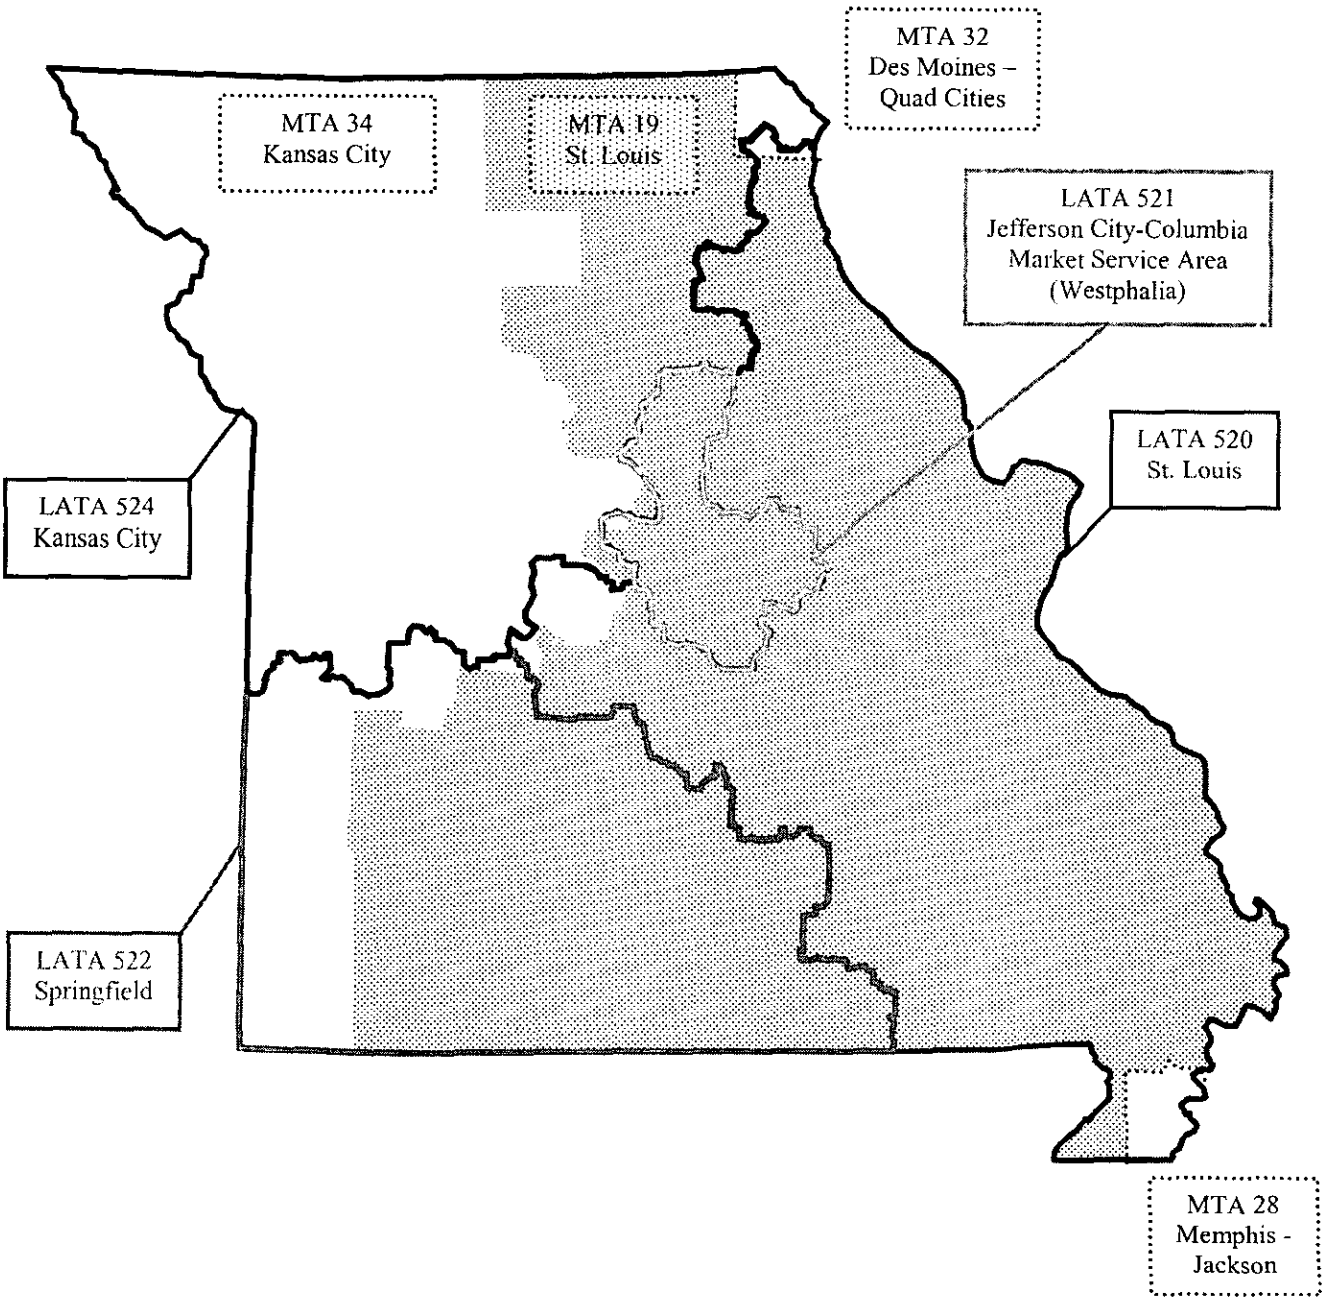 MTA 32
Des Moines –
Quad Cities
MTA 34
Kansas City
MTA 19
St. Louis
LATA 521
Jefferson City-Columbia
Market Service Area
(Westphalia)
LATA 520
St. Louis
LATA 524
Kansas City
LATA 522
Springfield
MTA 28
Memphis -
Jackson